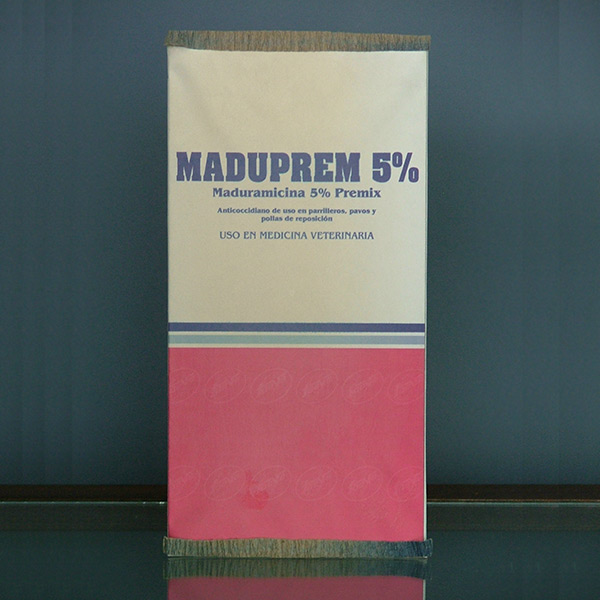 MADUPREM 5%
Maduramicina 5% Premix
Anticoccidiano de uso en parrilleros, pavos y
pollas de reposición
USO EN MEDICINA VETERINARIA